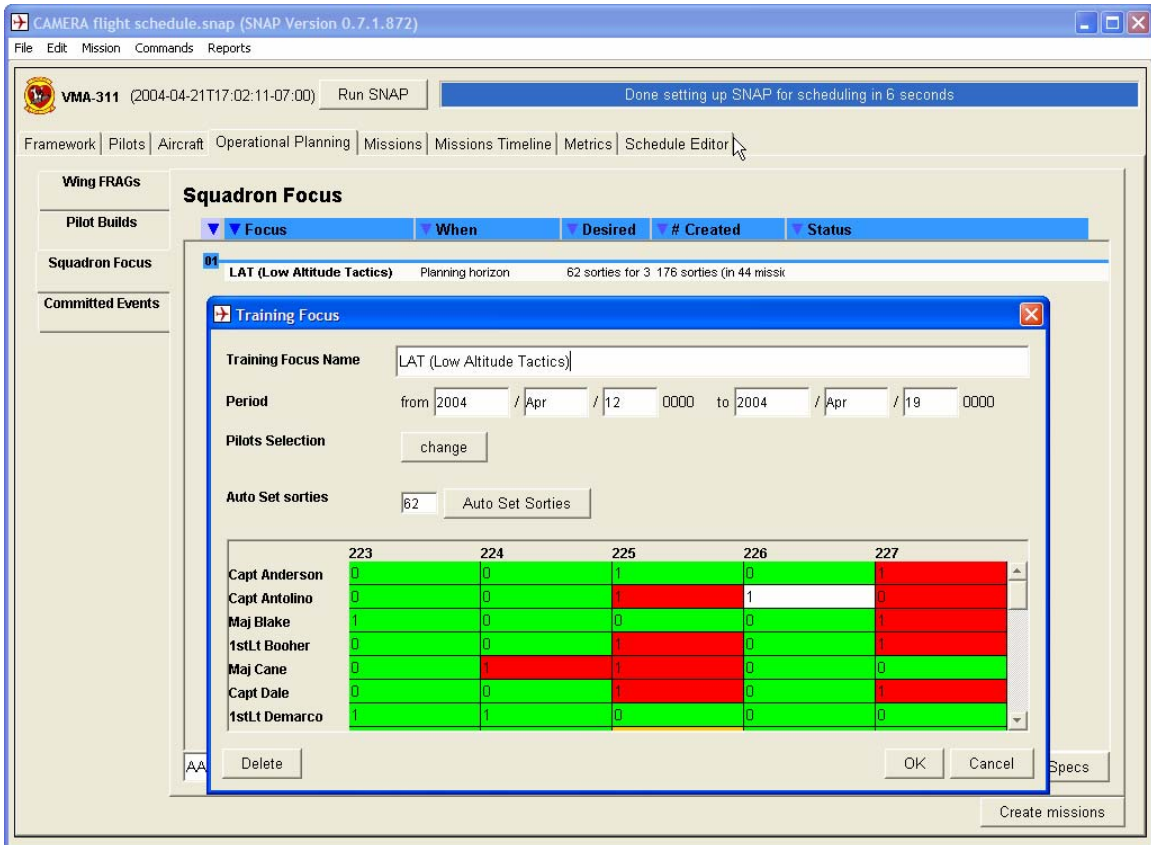 CAMERA flight schedule.snap (SNAP Version 0.7.1.872)
File Edit Mission Commands Reports
VMA-311 (2004-04-21T17:02:11-07:00) Run SNAP Done setting up SNAP for scheduling in 6 seconds
Framework Pilots Aircraft Operational Planning Missions Missions Timeline Metrics Schedule Editor
Wing FRAGs
Pilot Builds
Squadron Focus
Committed Events
Squadron Focus
Focus When Desired # Created Status
01
LAT (Low Altitude Tactics) Planning horizon 62 sorties for 3 176 sorties (in 44 missic
Training Focus
Training Focus Name LAT (Low Altitude Tactics)
Period from 2004 / Apr / 12 0000 to 2004 / Apr / 19 0000
Pilots Selection change
Auto Set sorties 62 Auto Set Sorties
223 224 225 226 227
Capt Anderson 0 0 1 0 1
Capt Antolino 0 0 1 1 0
Maj Blake 1 0 0 0 1
1stLt Booher 0 0 1 0 1
Maj Cane 0 1 1 0 0
Capt Dale 0 0 1 0 1
1stLt Demarco 1 1 0 0 0
Delete OK Cancel
AA Specs
Create missions